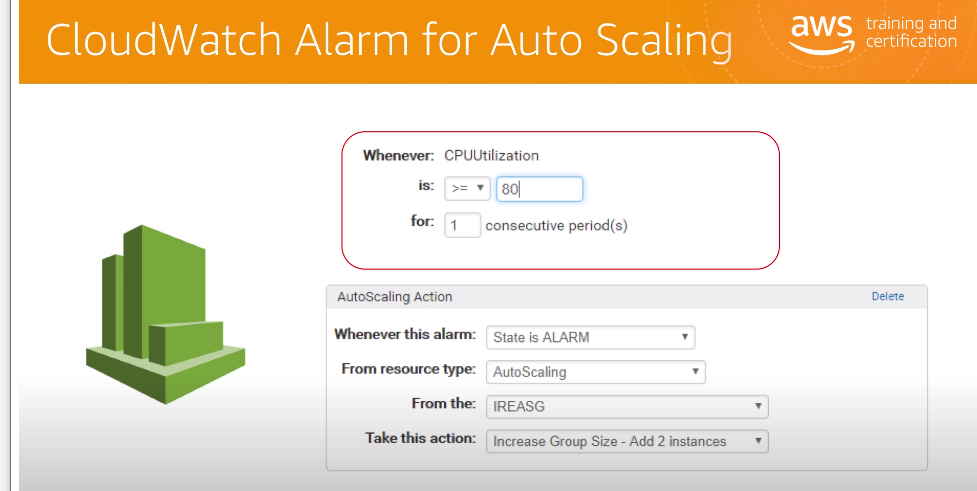 CloudWatch Alarm for Auto Scaling
aws training and
certification
Whenever: CPUUtilization
is: >= 80
for: 1 consecutive period(s)
AutoScaling Action Delete
Whenever this alarm: State is ALARM
From resource type: AutoScaling
From the: IREASG
Take this action: Increase Group Size - Add 2 instances